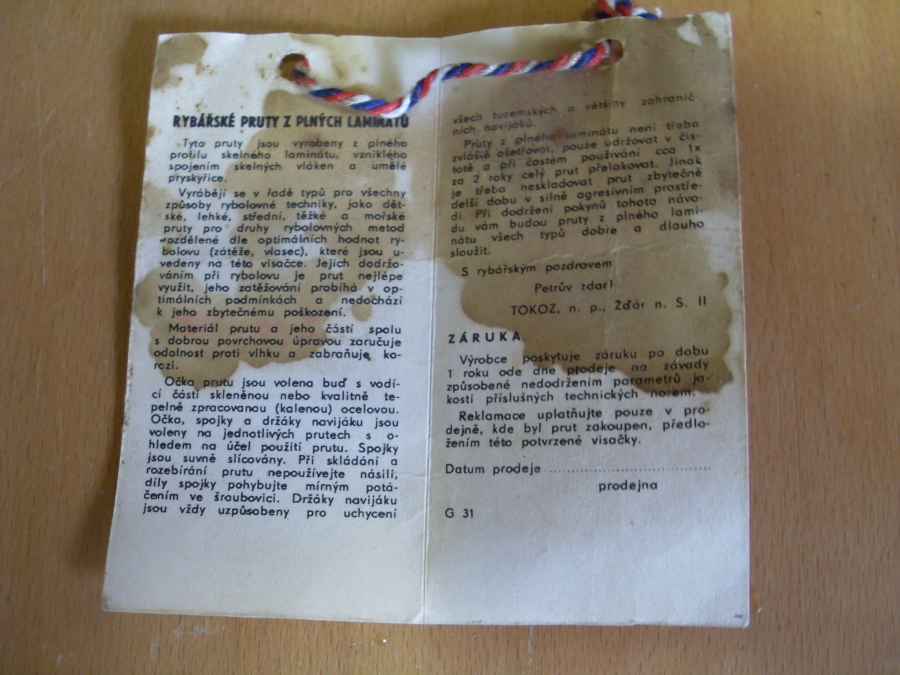 RYBÁŘSKÉ PRUTY Z PLNÝCH LAMINÁTŮ
Tyto pruty jsou vyrobeny z plného
profilu skelného laminátu, vzniklého
spojením skelných vláken a umělé
pryskyřice.
Vyrábějí se v řadě typů pro všechny
způsoby rybolovné techniky, jako dět-
ské, lehké, střední, těžké a mořské
pruty pro druhy rybolovných metod
rozdělené dle optimálních hodnot ry-
bolovu (zátěže, vlasec), které jsou u-
vedeny na této visačce. Jejich dodržo-
váním při rybolovu je prut nejlépe
využit, jeho zatěžování probíhá v op-
timálních podmínkách a nedochází
k jeho zbytečnému poškození.
Materiál prutu a jeho částí spolu
s dobrou povrchovou úpravou zaručuje
odolnost proti vlhku a zabraňuje ko-
rozi.
Očka prutu jsou volena buď s vodí-
cí částí skleněnou nebo kvalitně te-
pelně zpracovanou (kalenou) ocelovou.
Očka, spojky a držáky navijáku jsou
voleny na jednotlivých prutech s o-
hledem na účel použití prutu. Spojky
jsou suvně slícovány. Při skládání a
rozebírání prutu nepoužívejte násilí,
díly spojky pohybujte mírným potá-
čením ve šroubovici. Držáky navijáku
jsou vždy uzpůsobeny pro uchycení
všech tuzemských a většiny zahranič-
ních navijáků.
Pruty z plného laminátu není třeba
zvláště ošetřovat, pouze udržovat v čis-
totě a při častém používání cca 1x
za 2 roky celý prut přelakovat. Jinak
je třeba neskladovat prut zbytečně
delší dobu v silně agresivním prostře-
dí. Při dodržení pokynů tohoto návo-
du vám budou pruty z plného lami-
nátu všech typů dobře a dlouho
sloužit.
S rybářským pozdravem
Petrův zdar!
TOKOZ, n. p., Žďár n. S. II
ZÁRUKA
Výrobce poskytuje záruku po dobu
1 roku ode dne prodeje na závady
způsobené nedodržením parametrů ja-
kosti příslušných technických norem.
Reklamace uplatňujte pouze v pro-
dejně, kde byl prut zakoupen, předlo-
žením této potvrzené visačky.
Datum prodeje ..............................
prodejna
G 31